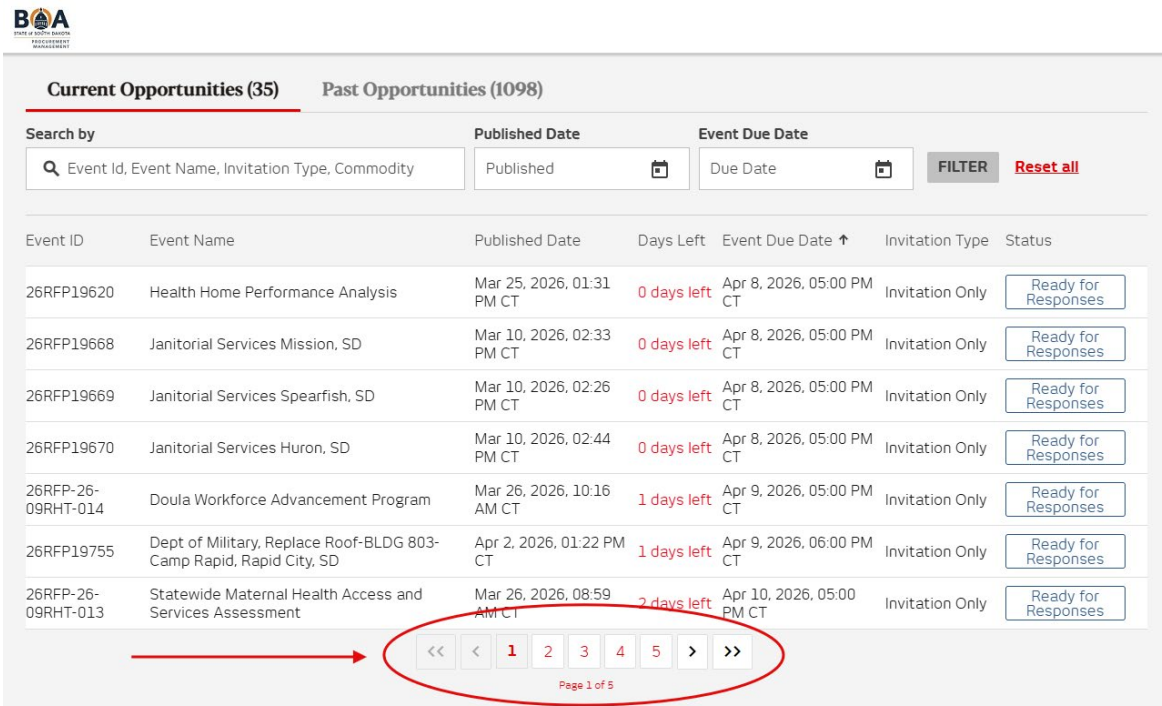 BOA
STATE of SOUTH DAKOTA
PROCUREMENT
MANAGEMENT
Current Opportunities (35) Past Opportunities (1098)
Search by Published Date Event Due Date
Event Id, Event Name, Invitation Type, Commodity Published Due Date FILTER Reset all
Event ID Event Name Published Date Days Left Event Due Date ↑ Invitation Type Status
26RFP19620 Health Home Performance Analysis Mar 25, 2026, 01:31 PM CT 0 days left Apr 8, 2026, 05:00 PM CT Invitation Only Ready for Responses
26RFP19668 Janitorial Services Mission, SD Mar 10, 2026, 02:33 PM CT 0 days left Apr 8, 2026, 05:00 PM CT Invitation Only Ready for Responses
26RFP19669 Janitorial Services Spearfish, SD Mar 10, 2026, 02:26 PM CT 0 days left Apr 8, 2026, 05:00 PM CT Invitation Only Ready for Responses
26RFP19670 Janitorial Services Huron, SD Mar 10, 2026, 02:44 PM CT 0 days left Apr 8, 2026, 05:00 PM CT Invitation Only Ready for Responses
26RFP-26-09RHT-014 Doula Workforce Advancement Program Mar 26, 2026, 10:16 AM CT 1 days left Apr 9, 2026, 05:00 PM CT Invitation Only Ready for Responses
26RFP19755 Dept of Military, Replace Roof-BLDG 803-Camp Rapid, Rapid City, SD Apr 2, 2026, 01:22 PM CT 1 days left Apr 9, 2026, 06:00 PM CT Invitation Only Ready for Responses
26RFP-26-09RHT-013 Statewide Maternal Health Access and Services Assessment Mar 26, 2026, 08:59 AM CT 2 days left Apr 10, 2026, 05:00 PM CT Invitation Only Ready for Responses
<< < 1 2 3 4 5 > >>
Page 1 of 5